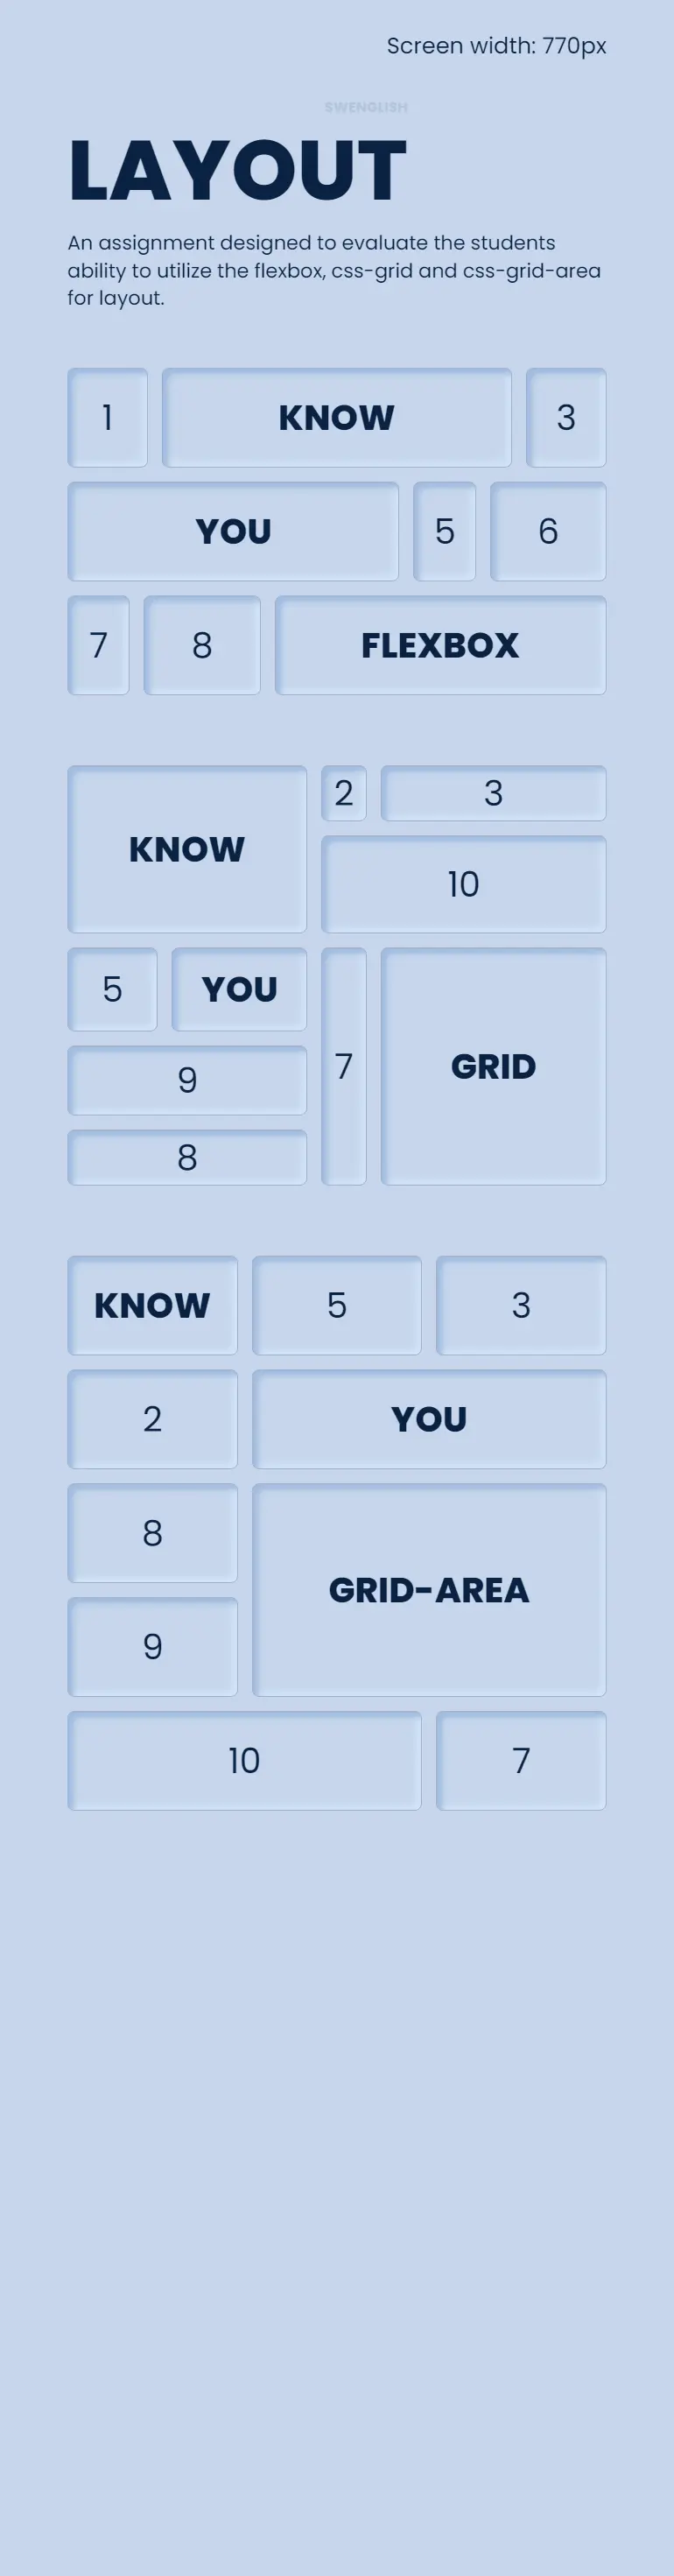 Screen width: 770px
SWENGLISH
LAYOUT
An assignment designed to evaluate the students
ability to utilize the flexbox, css-grid and css-grid-area
for layout.
1 KNOW 3
YOU 5 6
7 8 FLEXBOX
KNOW 2 3
10
5 YOU 7 GRID
9
8
KNOW 5 3
2 YOU
8 GRID-AREA
9
10 7